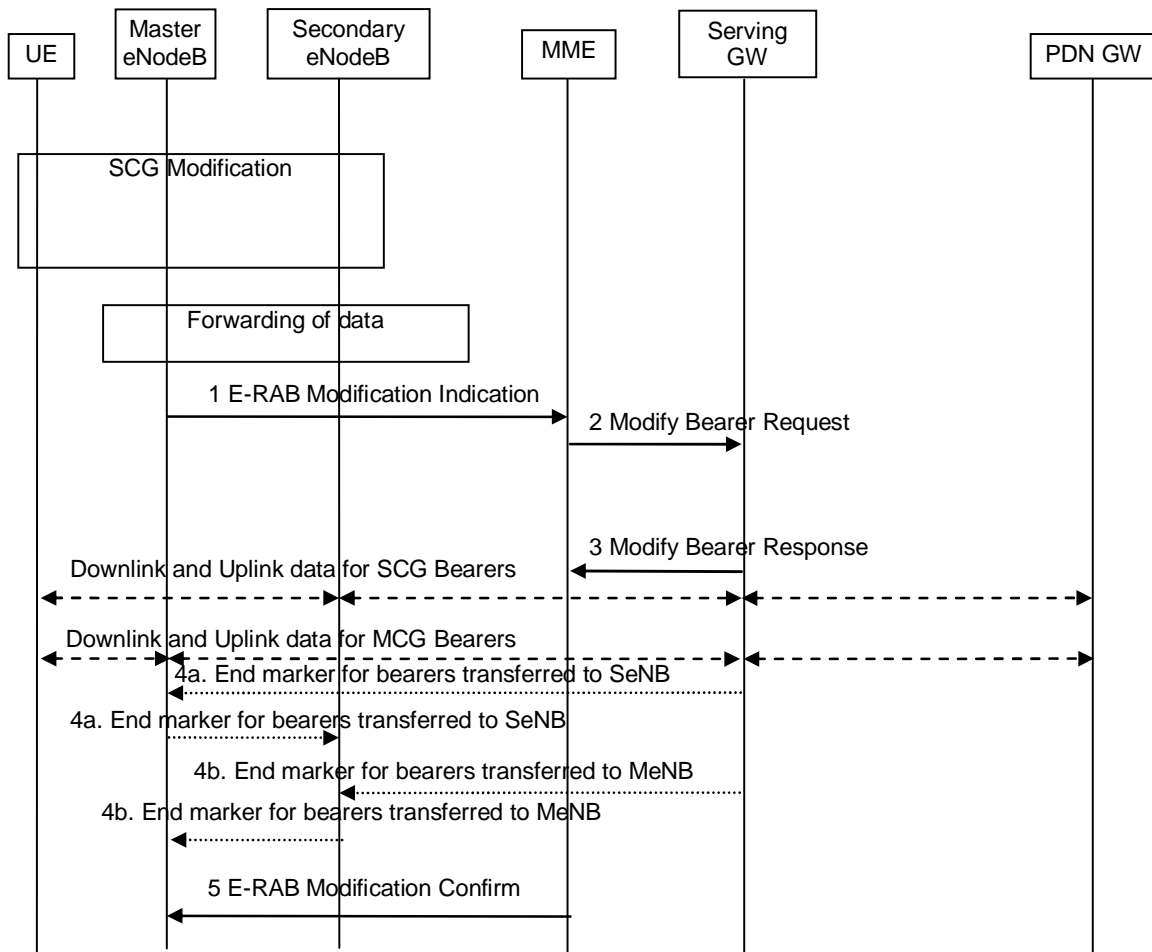 UE
Master
eNodeB
Secondary
eNodeB
MME
Serving
GW
PDN GW
SCG Modification
Forwarding of data
1 E-RAB Modification Indication
2 Modify Bearer Request
3 Modify Bearer Response
Downlink and Uplink data for SCG Bearers
Downlink and Uplink data for MCG Bearers
4a. End marker for bearers transferred to SeNB
4a. End marker for bearers transferred to SeNB
4b. End marker for bearers transferred to MeNB
4b. End marker for bearers transferred to MeNB
5 E-RAB Modification Confirm